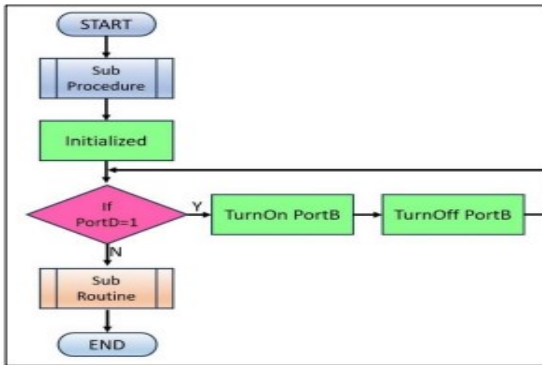 START
Sub
Procedure
Initialized
If
PortD=1
Y
TurnOn PortB
TurnOff PortB
N
Sub
Routine
END